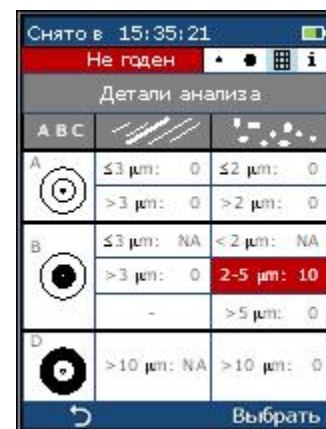 Снято в 15:35:21
Не годен i
Детали анализа
A B C
A ≤3 µm: 0 ≤2 µm: 0
>3 µm: 0 >2 µm: 0
B ≤3 µm: NA <2 µm: NA
>3 µm: 0 2-5 µm: 10
- >5 µm: 0
D >10 µm: NA >10 µm: 0
Выбрать